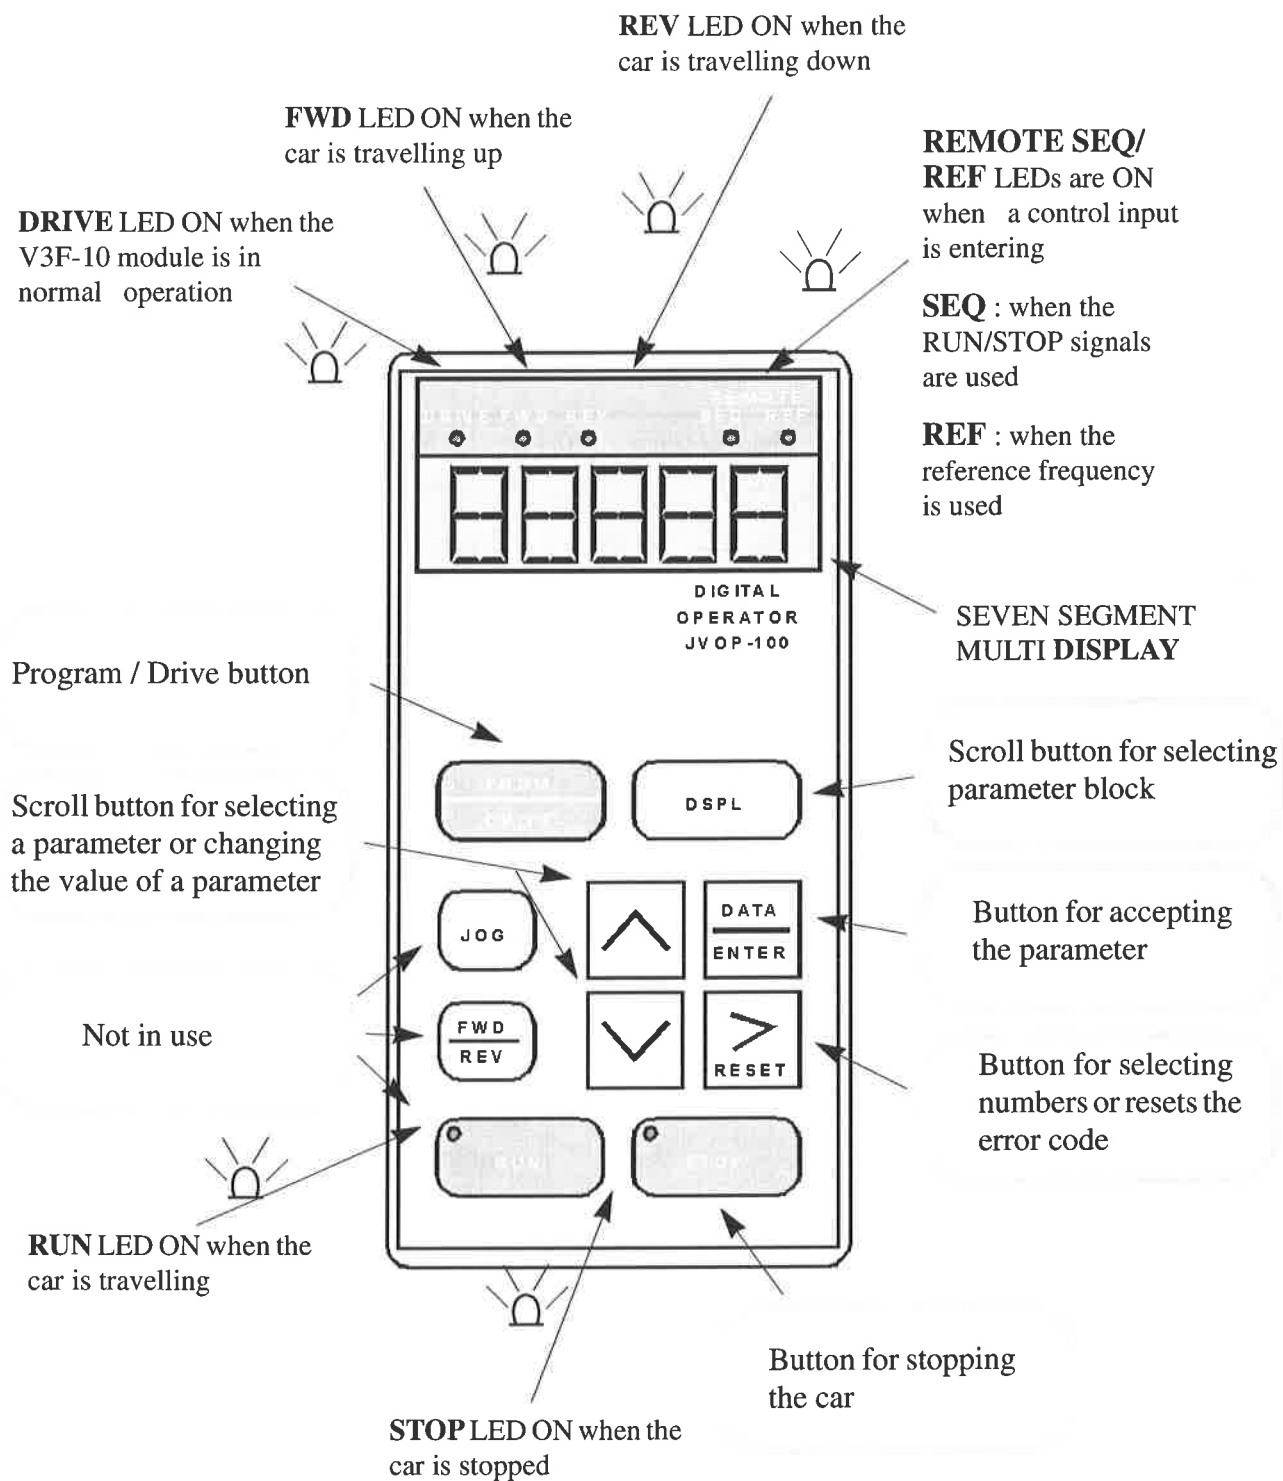 REV LED ON when the
car is travelling down
FWD LED ON when the
car is travelling up
REMOTE SEQ/
REF LEDs are ON
when a control input
is entering
DRIVE LED ON when the
V3F-10 module is in
normal operation
SEQ : when the
RUN/STOP signals
are used
REF : when the
reference frequency
is used
REMOTE
DRIVE FWD REV SEQ REF
DIGITAL
OPERATOR
JVOP-100
SEVEN SEGMENT
MULTI DISPLAY
Program / Drive button
Scroll button for selecting
parameter block
DSPL
Scroll button for selecting
a parameter or changing
the value of a parameter
JOG
DATA
ENTER
Button for accepting
the parameter
Not in use
FWD
REV
RESET
Button for selecting
numbers or resets the
error code
RUN
STOP
RUN LED ON when the
car is travelling
Button for stopping
the car
STOP LED ON when the
car is stopped